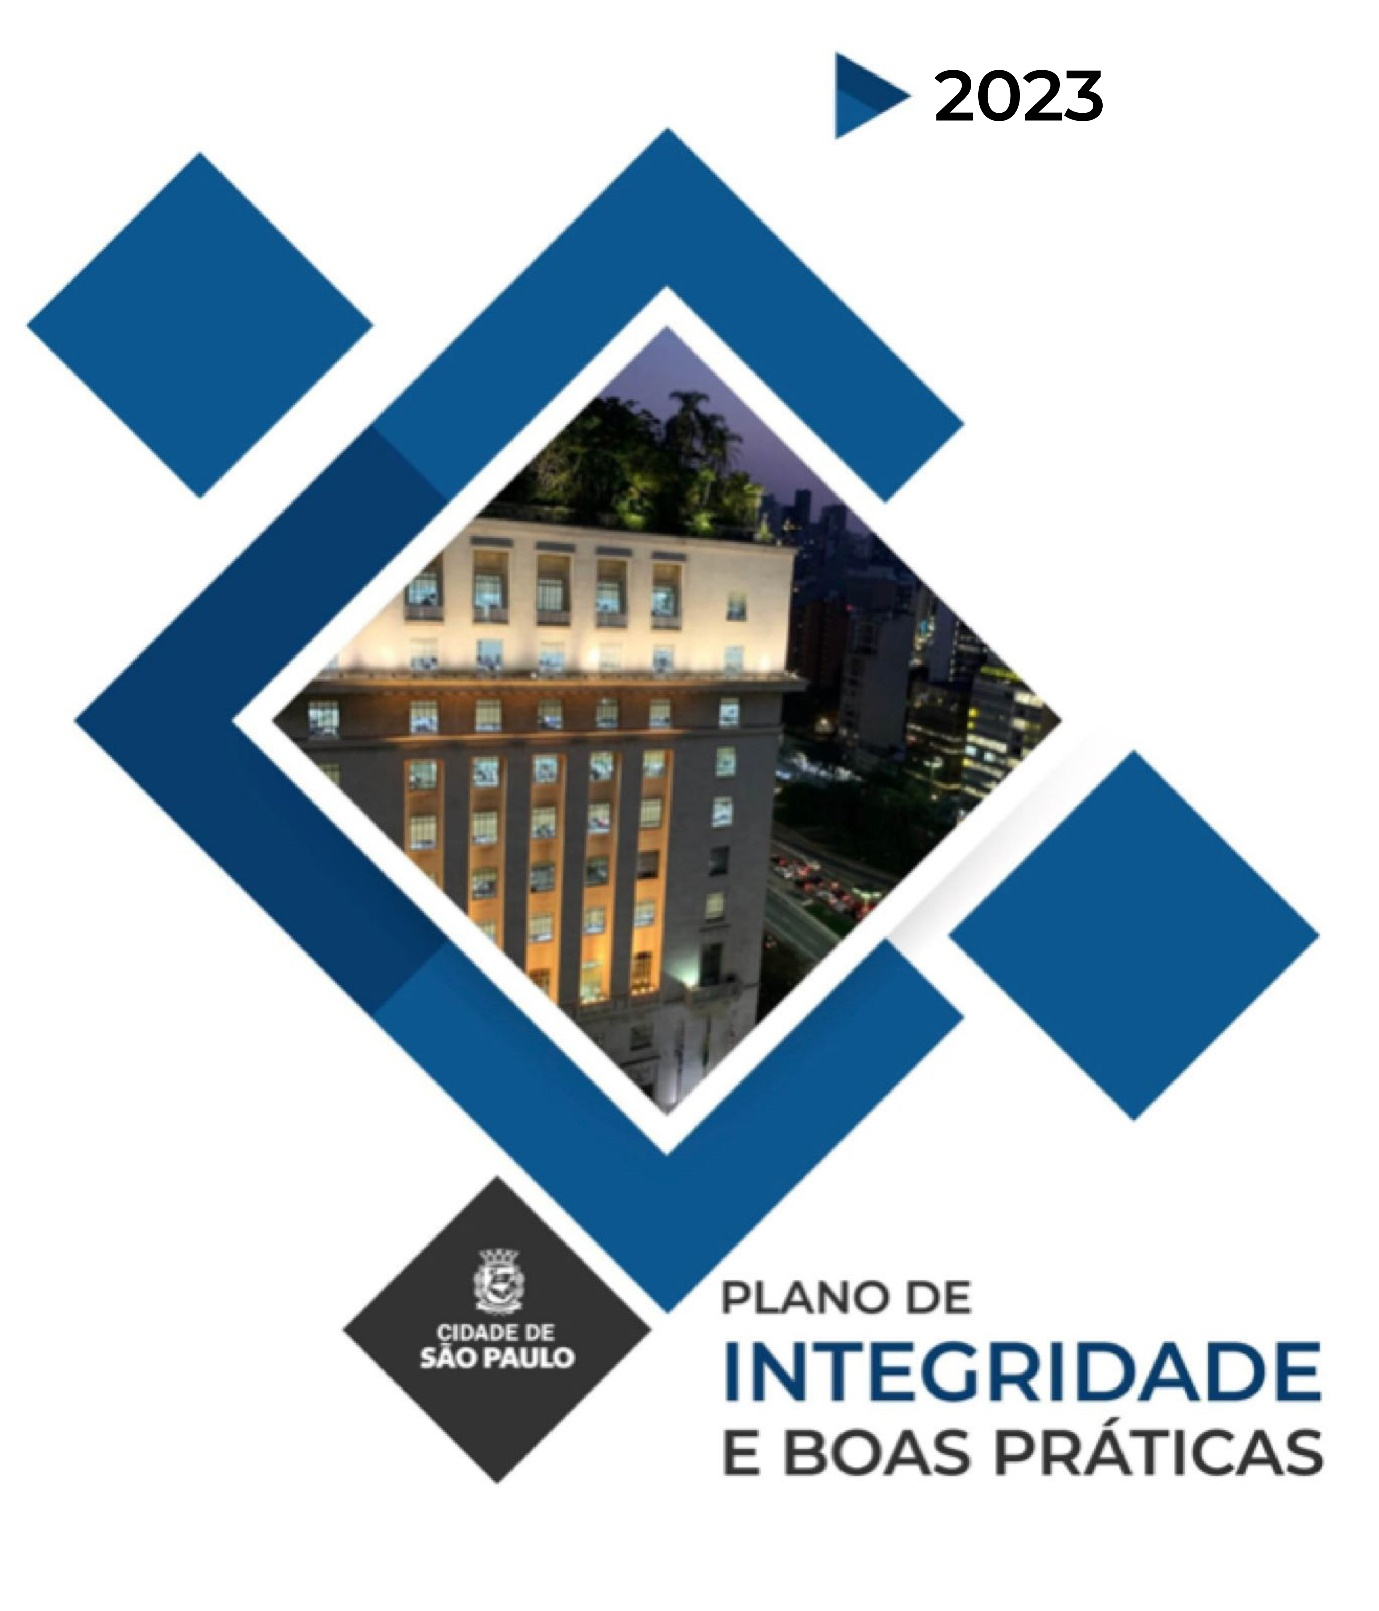 2023
CIDADE DE
SÃO PAULO
PLANO DE
INTEGRIDADE
E BOAS PRÁTICAS